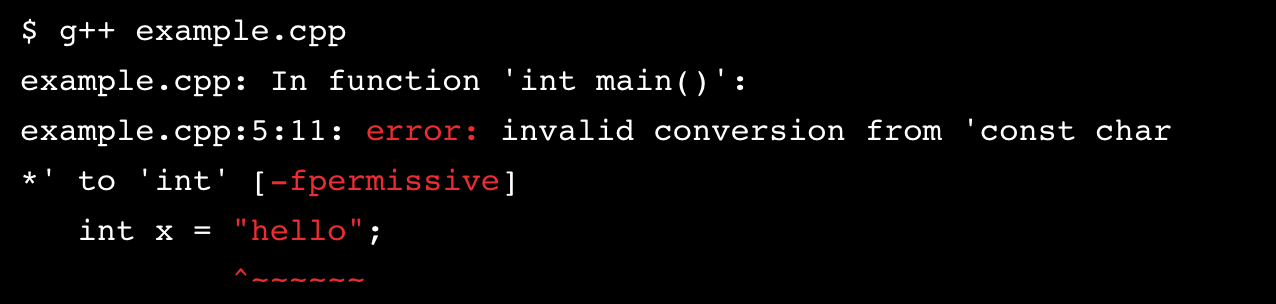 $ g++ example.cpp
example.cpp: In function 'int main()':
example.cpp:5:11: error: invalid conversion from 'const char
*' to 'int' [-fpermissive]
   int x = "hello";
           ^~~~~~~